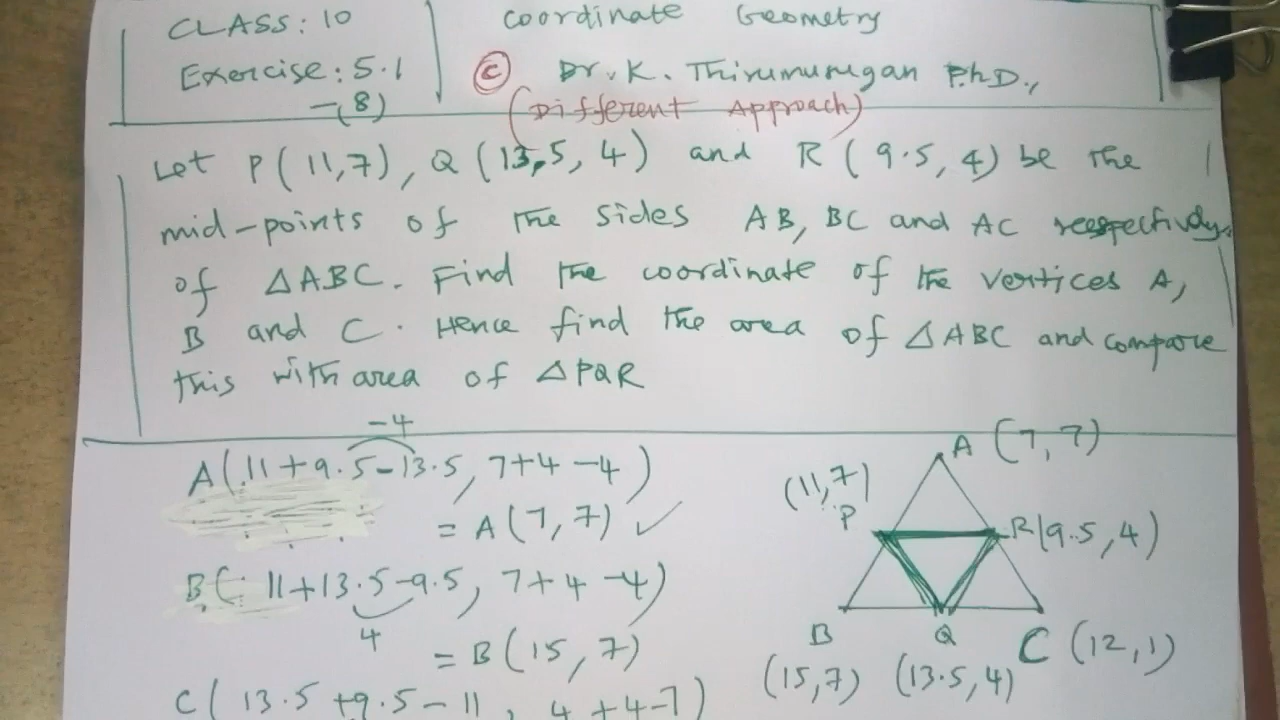 CLASS: 10
Exercise: 5.1
-(8)
Coordinate Geometry
© Dr. K. Thirumurugan P.hD.,
(Different Approach)
Let P(11,7), Q(13.5, 4) and R(9.5, 4) be the
mid-points of the sides AB, BC and AC respectively
of △ABC. Find the coordinate of the vertices A,
B and C. Hence find the area of △ABC and compare
this with area of △PQR
-4
A(11+9.5-13.5, 7+4-4)
= A(7,7) ✓
B(11+13.5-9.5, 7+4-4)
4
= B(15,7)
C(13.5+9.5-11, 4+4-7)
A (7,7)
(11,7)
P
R(9.5,4)
B Q C (12,1)
(15,7) (13.5,4)